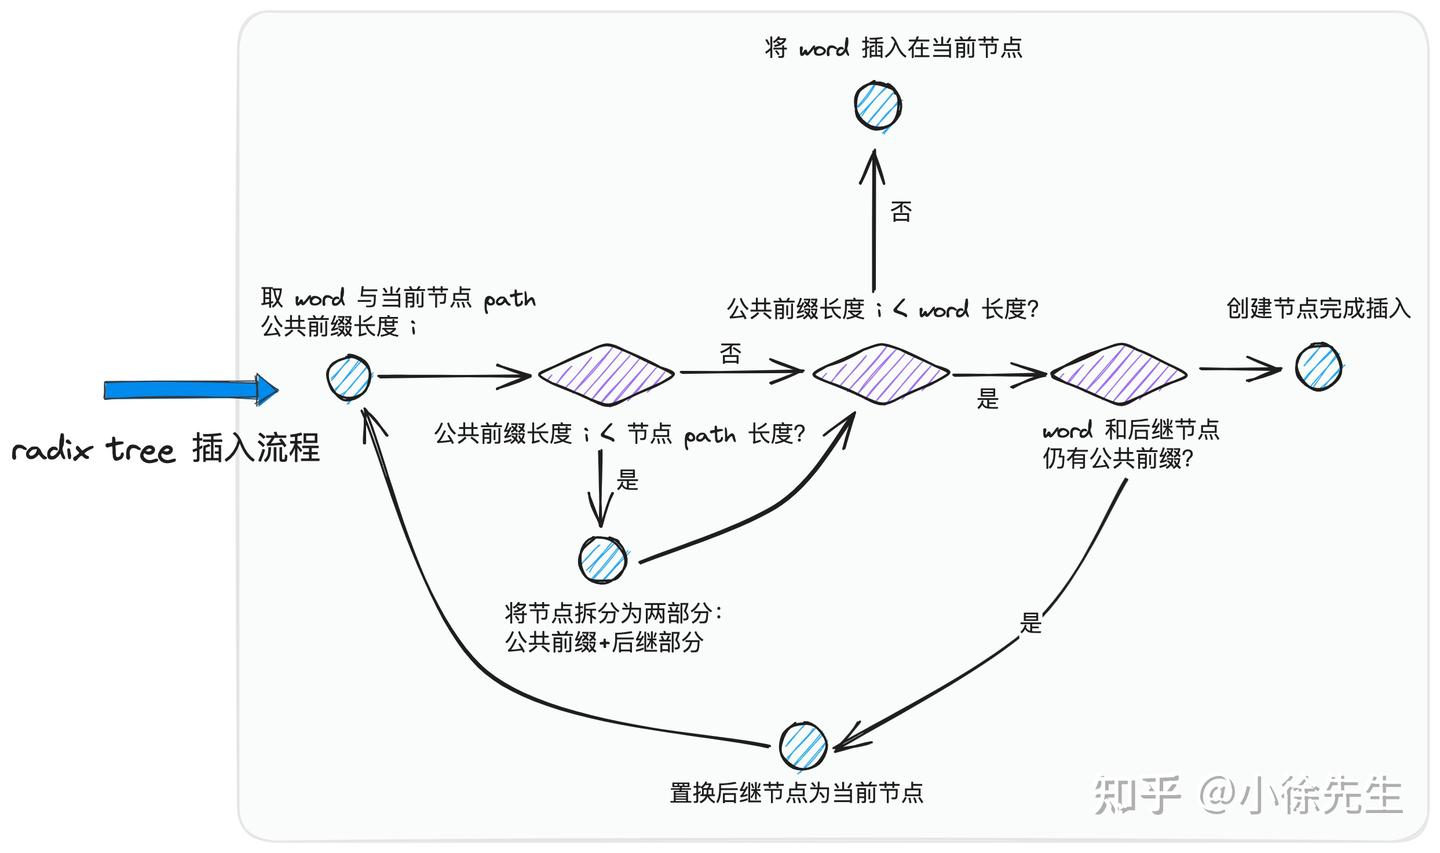 将 word 插入在当前节点
否
取 word 与当前节点 path
公共前缀长度 i
公共前缀长度 i < word 长度?
创建节点完成插入
否
是
radix tree 插入流程
公共前缀长度 i < 节点 path 长度?
word 和后继节点
仍有公共前缀?
是
将节点拆分为两部分:
公共前缀+后继部分
是
置换后继节点为当前节点
知乎 @小徐先生